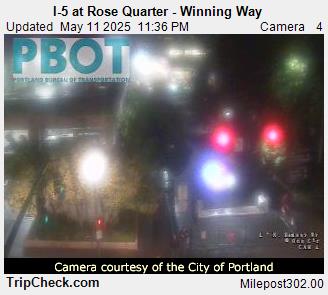 I-5 at Rose Quarter - Winning Way
Updated May 11 2025 11:36 PM Camera 4
PBOT
PORTLAND BUREAU OF TRANSPORTATION
Camera courtesy of the City of Portland
TripCheck.com Milepost302.00